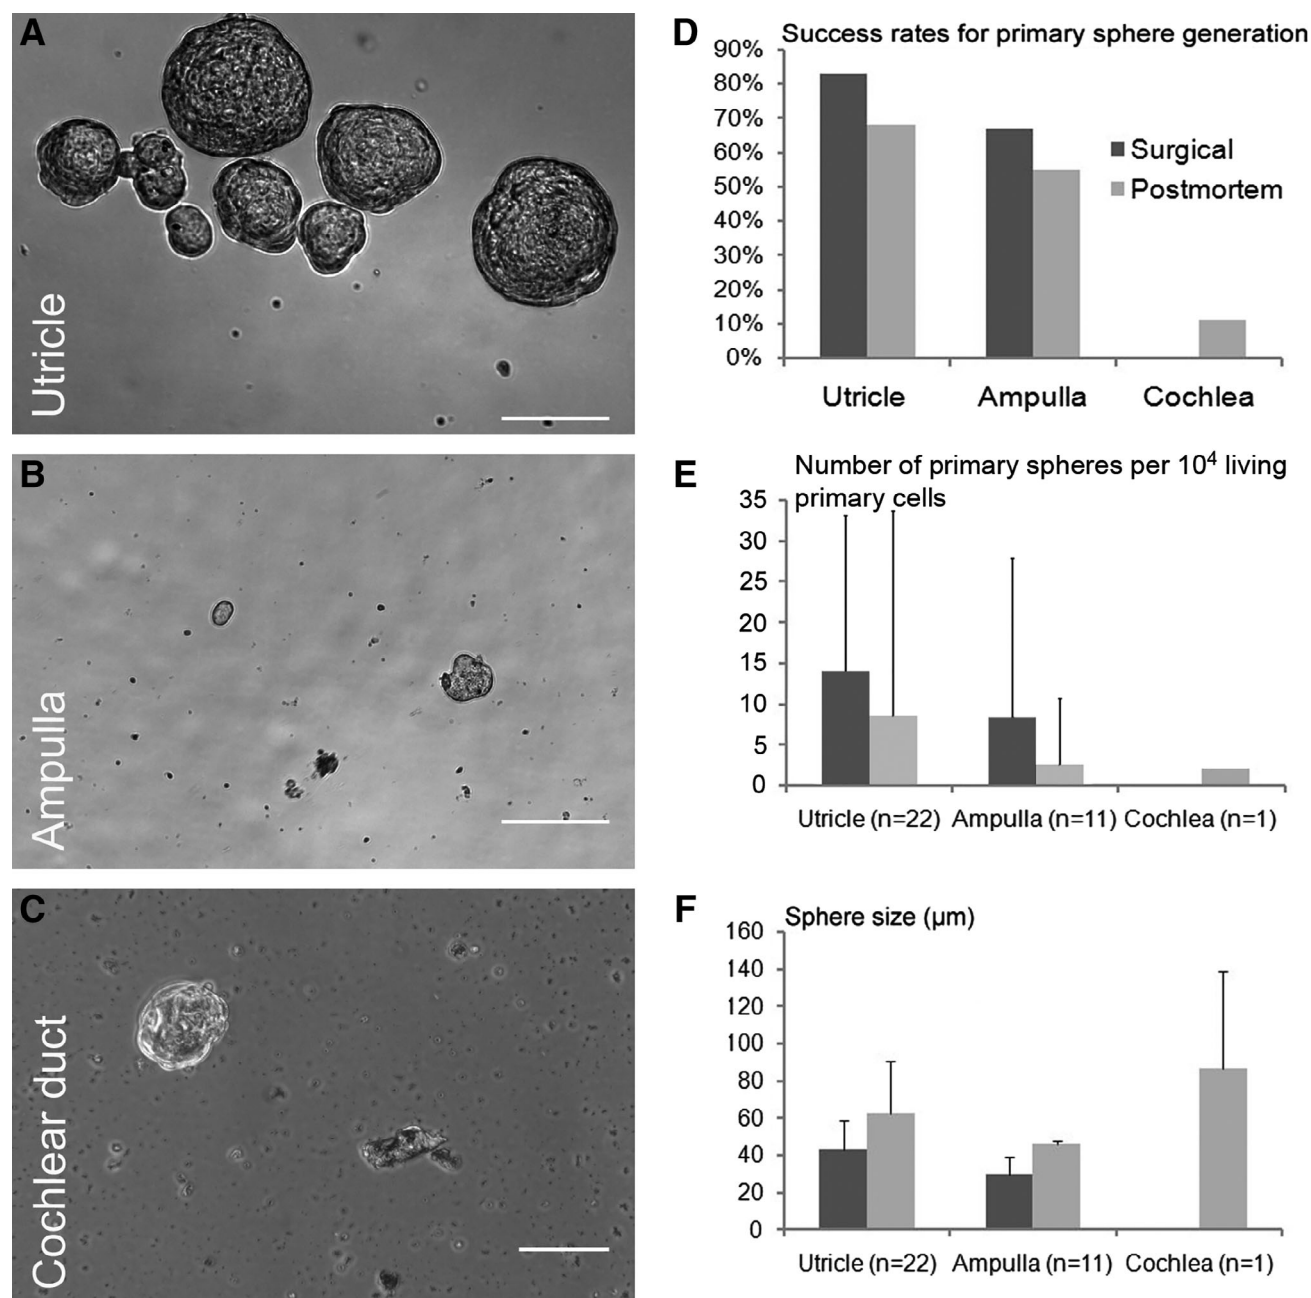 A
Utricle
B
Ampulla
C
Cochlear duct
D
Success rates for primary sphere generation
90%
80%
70%
60%
50%
40%
30%
20%
10%
0%
Surgical
Postmortem
Utricle Ampulla Cochlea
E
Number of primary spheres per 10⁴ living
primary cells
35
30
25
20
15
10
5
0
Utricle (n=22) Ampulla (n=11) Cochlea (n=1)
F
Sphere size (µm)
160
140
120
100
80
60
40
20
0
Utricle (n=22) Ampulla (n=11) Cochlea (n=1)